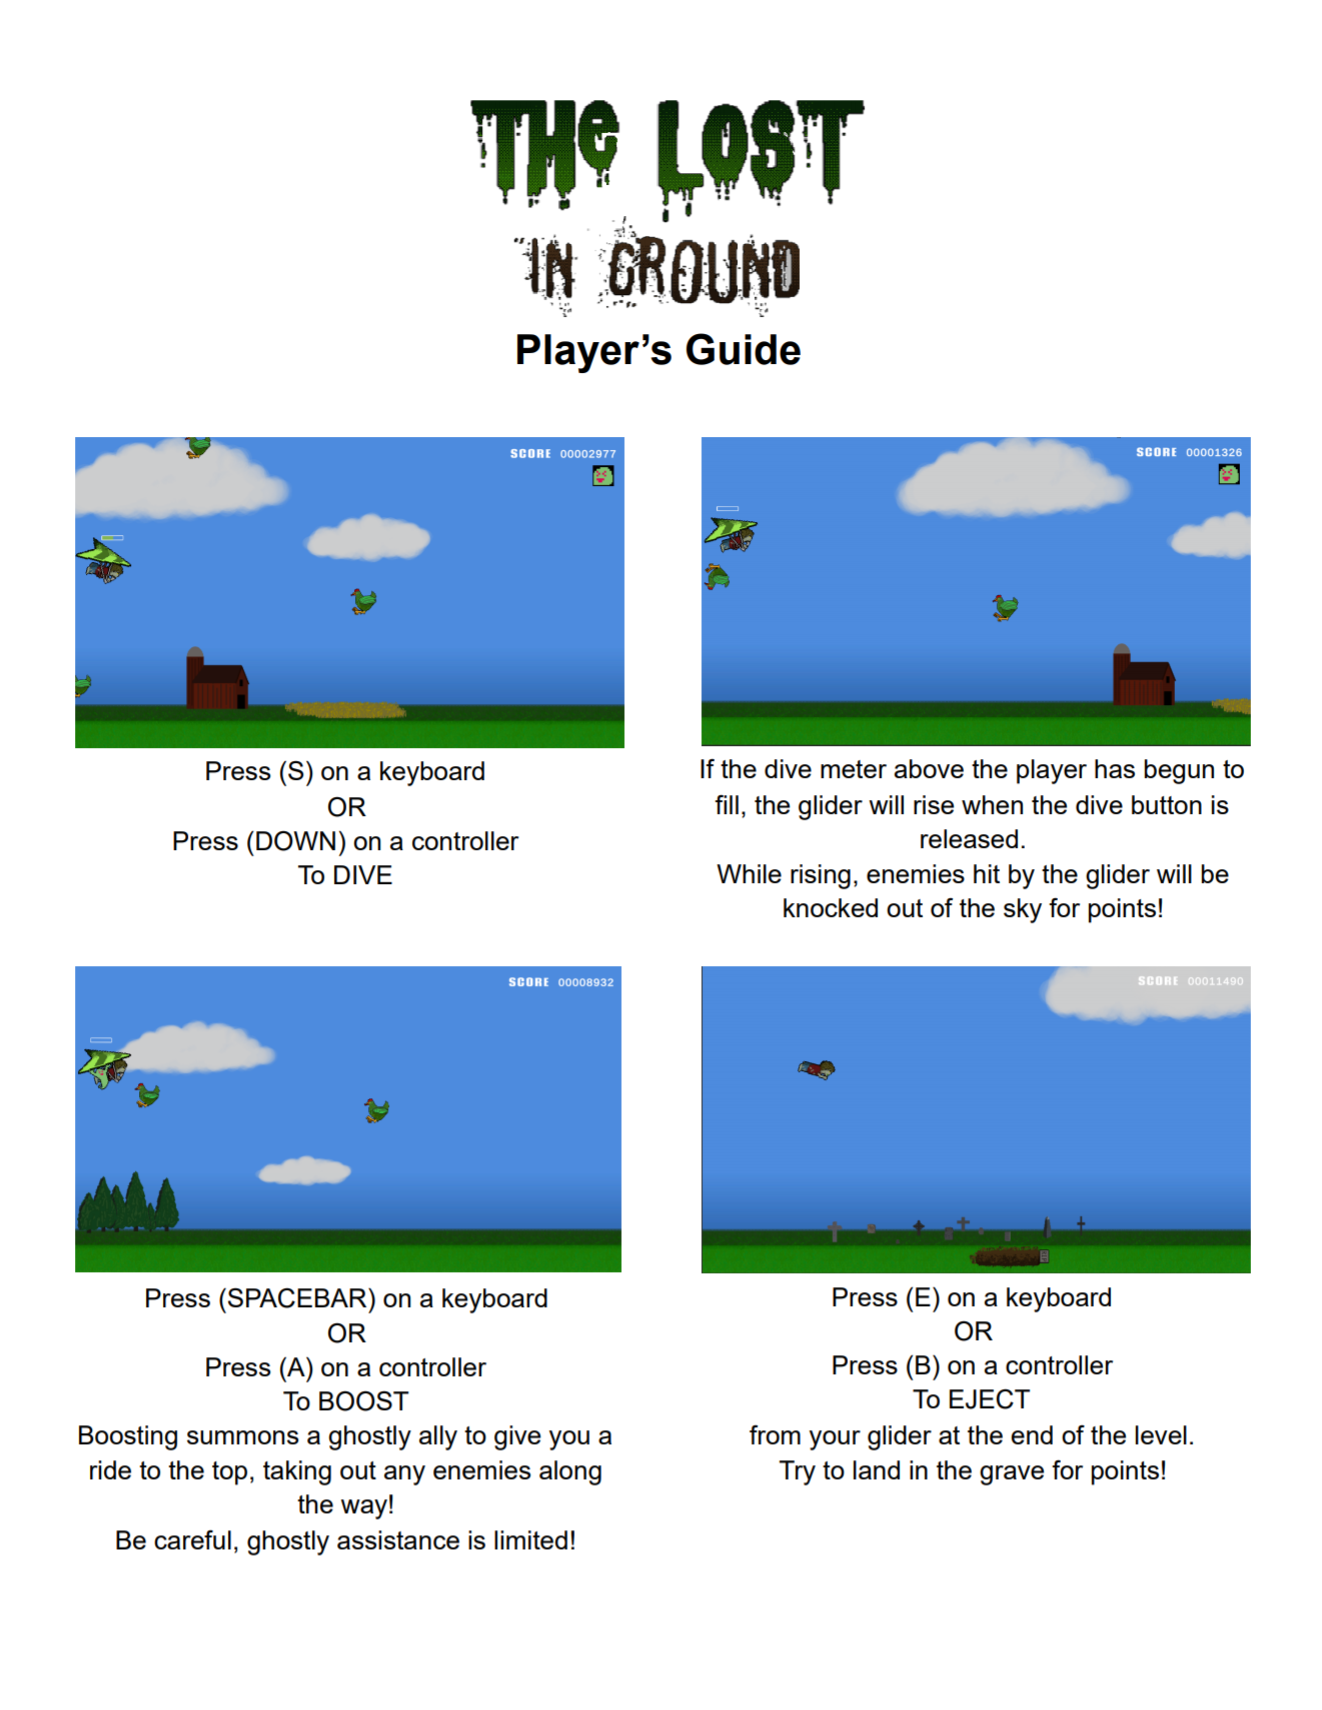 THe LOST
"IN GROUND
Player's Guide
SCORE 00002977
SCORE 00001326
Press (S) on a keyboard
OR
Press (DOWN) on a controller
To DIVE
If the dive meter above the player has begun to
fill, the glider will rise when the dive button is
released.
While rising, enemies hit by the glider will be
knocked out of the sky for points!
SCORE 00008932
SCORE 00011490
Press (SPACEBAR) on a keyboard
OR
Press (A) on a controller
To BOOST
Boosting summons a ghostly ally to give you a
ride to the top, taking out any enemies along
the way!
Be careful, ghostly assistance is limited!
Press (E) on a keyboard
OR
Press (B) on a controller
To EJECT
from your glider at the end of the level.
Try to land in the grave for points!